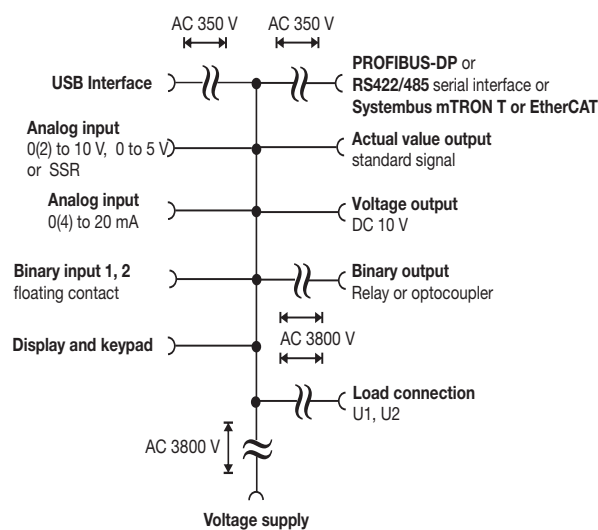 AC 350 V
AC 350 V
USB Interface
PROFIBUS-DP or
RS422/485 serial interface or
Systembus mTRON T or EtherCAT
Analog input
0(2) to 10 V, 0 to 5 V
or SSR
Actual value output
standard signal
Analog input
0(4) to 20 mA
Voltage output
DC 10 V
Binary input 1, 2
floating contact
Binary output
Relay or optocoupler
Display and keypad
AC 3800 V
Load connection
U1, U2
AC 3800 V
Voltage supply